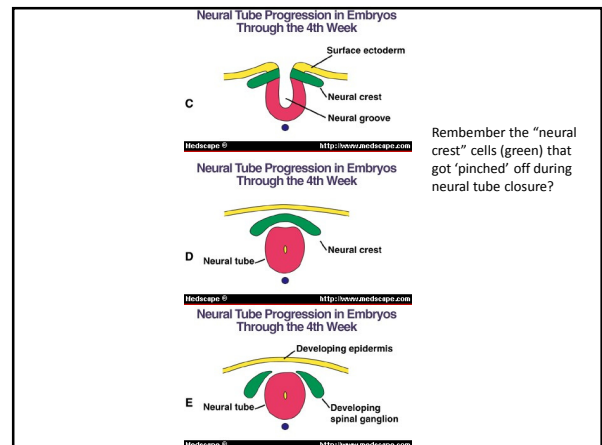 Neural Tube Progression in Embryos
Through the 4th Week
Surface ectoderm
Neural crest
C
Neural groove
Medscape ® http://www.medscape.com
Neural Tube Progression in Embryos
Through the 4th Week
Neural crest
D Neural tube
Medscape ® http://www.medscape.com
Neural Tube Progression in Embryos
Through the 4th Week
Developing epidermis
E Neural tube
Developing
spinal ganglion
Medscape ® http://www.medscape.com
Rembember the “neural
crest” cells (green) that
got ‘pinched’ off during
neural tube closure?